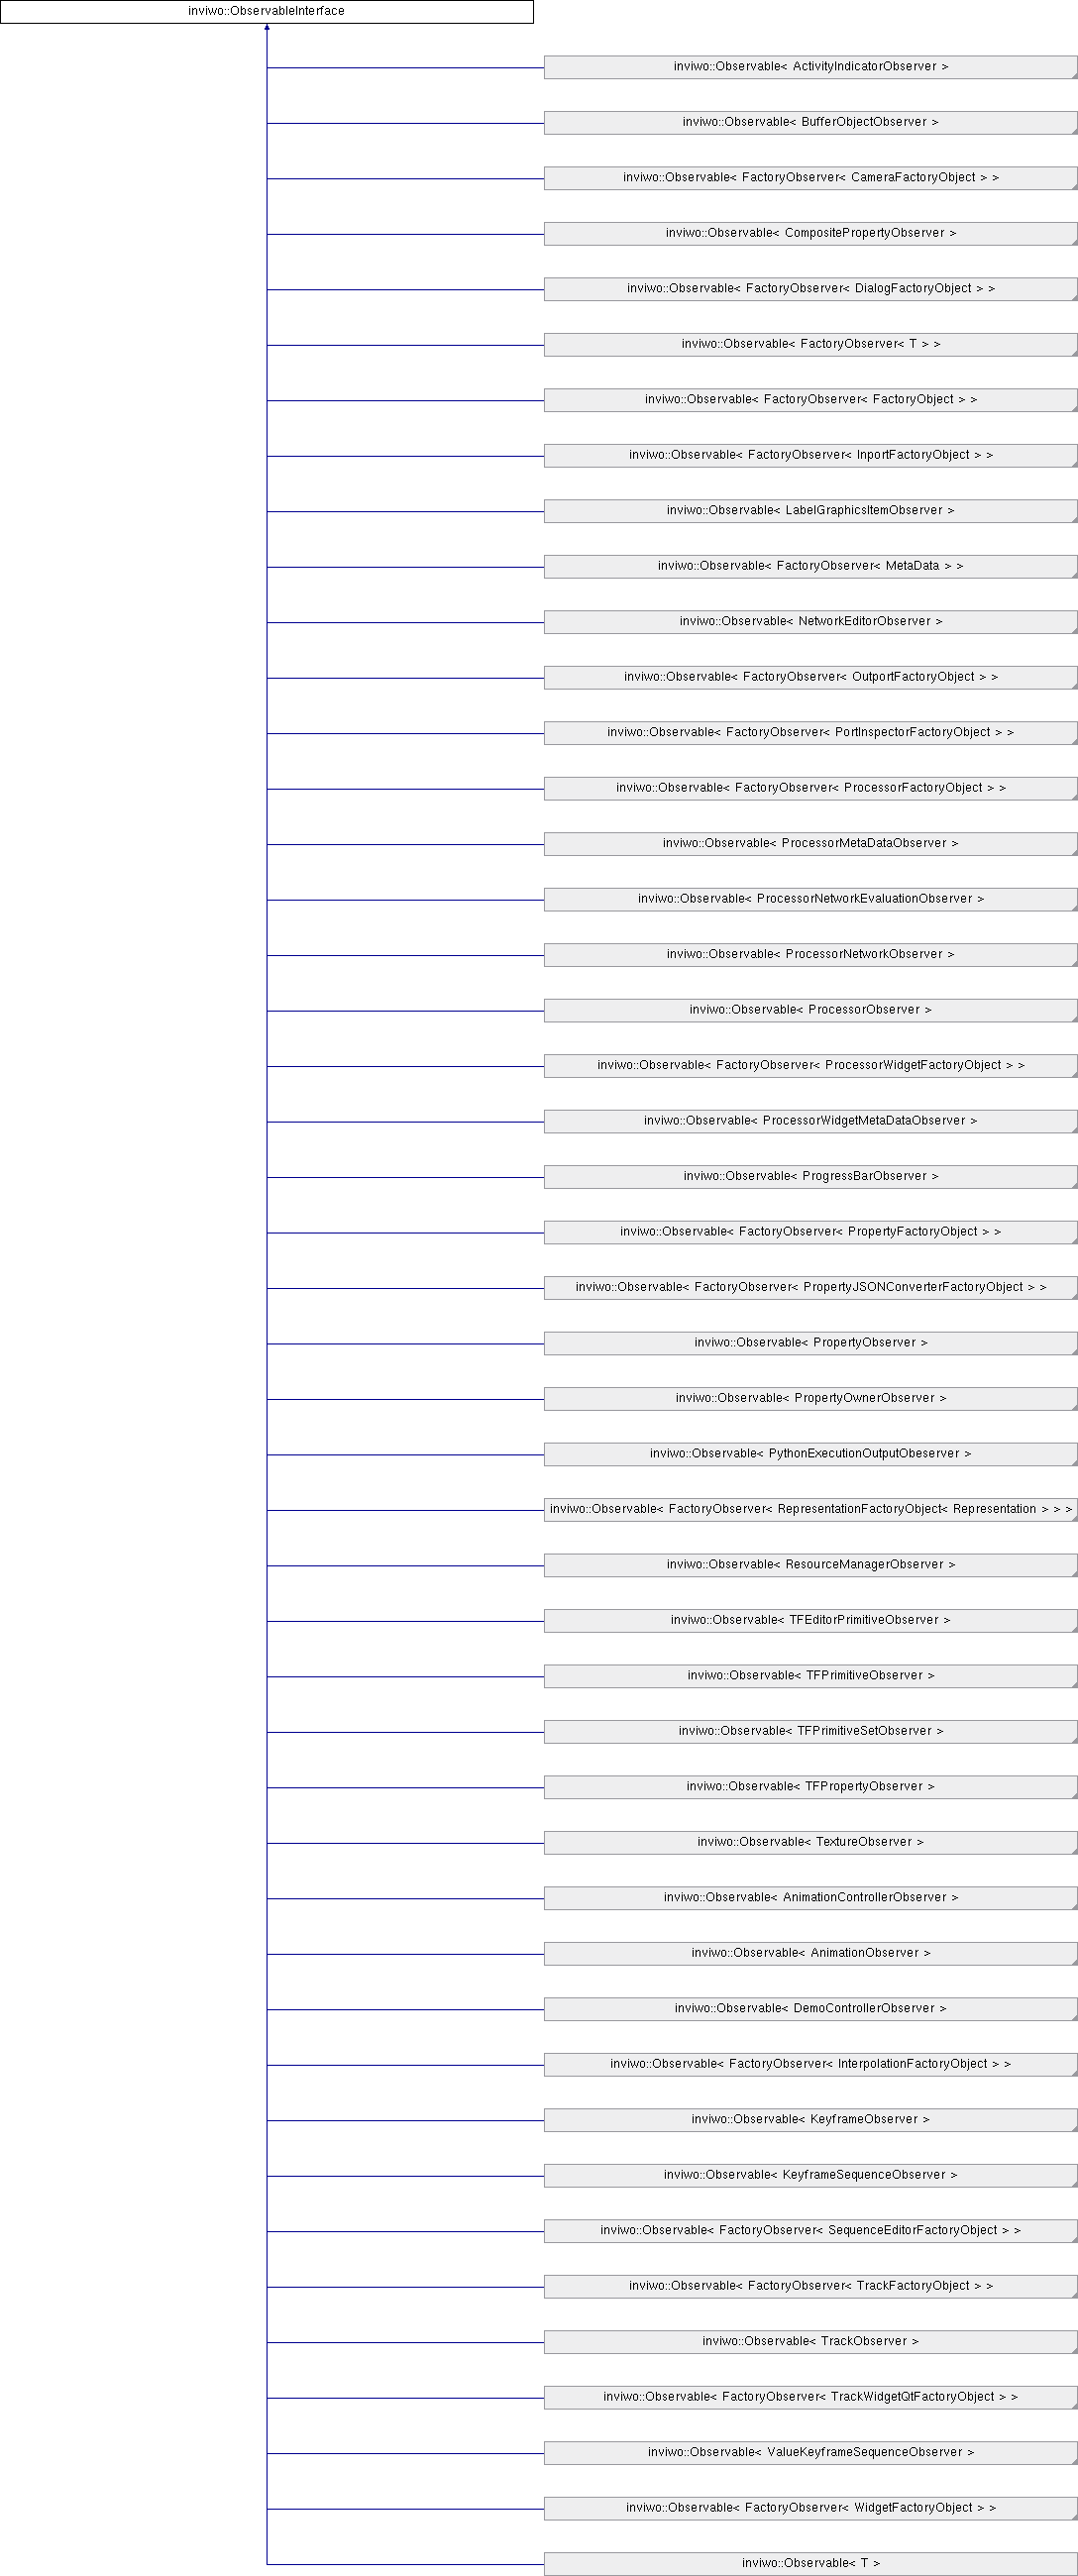 inviwo::ObservableInterface
inviwo::Observable< ActivityIndicatorObserver >
inviwo::Observable< BufferObjectObserver >
inviwo::Observable< FactoryObserver< CameraFactoryObject > >
inviwo::Observable< CompositePropertyObserver >
inviwo::Observable< FactoryObserver< DialogFactoryObject > >
inviwo::Observable< FactoryObserver< T > >
inviwo::Observable< FactoryObserver< FactoryObject > >
inviwo::Observable< FactoryObserver< InportFactoryObject > >
inviwo::Observable< LabelGraphicsItemObserver >
inviwo::Observable< FactoryObserver< MetaData > >
inviwo::Observable< NetworkEditorObserver >
inviwo::Observable< FactoryObserver< OutportFactoryObject > >
inviwo::Observable< FactoryObserver< PortInspectorFactoryObject > >
inviwo::Observable< FactoryObserver< ProcessorFactoryObject > >
inviwo::Observable< ProcessorMetaDataObserver >
inviwo::Observable< ProcessorNetworkEvaluationObserver >
inviwo::Observable< ProcessorNetworkObserver >
inviwo::Observable< ProcessorObserver >
inviwo::Observable< FactoryObserver< ProcessorWidgetFactoryObject > >
inviwo::Observable< ProcessorWidgetMetaDataObserver >
inviwo::Observable< ProgressBarObserver >
inviwo::Observable< FactoryObserver< PropertyFactoryObject > >
inviwo::Observable< FactoryObserver< PropertyJSONConverterFactoryObject > >
inviwo::Observable< PropertyObserver >
inviwo::Observable< PropertyOwnerObserver >
inviwo::Observable< PythonExecutionOutputObeserver >
inviwo::Observable< FactoryObserver< RepresentationFactoryObject< Representation > > >
inviwo::Observable< ResourceManagerObserver >
inviwo::Observable< TFEditorPrimitiveObserver >
inviwo::Observable< TFPrimitiveObserver >
inviwo::Observable< TFPrimitiveSetObserver >
inviwo::Observable< TFPropertyObserver >
inviwo::Observable< TextureObserver >
inviwo::Observable< AnimationControllerObserver >
inviwo::Observable< AnimationObserver >
inviwo::Observable< DemoControllerObserver >
inviwo::Observable< FactoryObserver< InterpolationFactoryObject > >
inviwo::Observable< KeyframeObserver >
inviwo::Observable< KeyframeSequenceObserver >
inviwo::Observable< FactoryObserver< SequenceEditorFactoryObject > >
inviwo::Observable< FactoryObserver< TrackFactoryObject > >
inviwo::Observable< TrackObserver >
inviwo::Observable< FactoryObserver< TrackWidgetQtFactoryObject > >
inviwo::Observable< ValueKeyframeSequenceObserver >
inviwo::Observable< FactoryObserver< WidgetFactoryObject > >
inviwo::Observable< T >